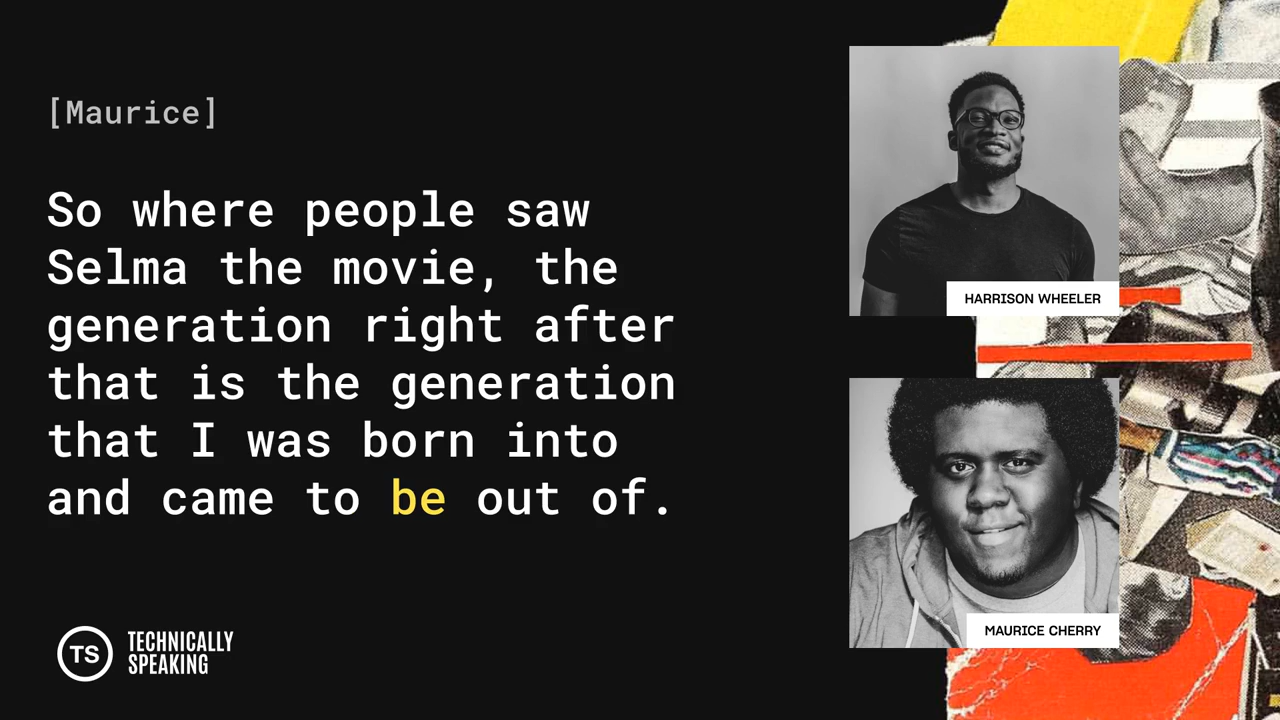 [Maurice]
So where people saw
Selma the movie, the
generation right after
that is the generation
that I was born into
and came to be out of.
HARRISON WHEELER
MAURICE CHERRY
TS
TECHNICALLY
SPEAKING